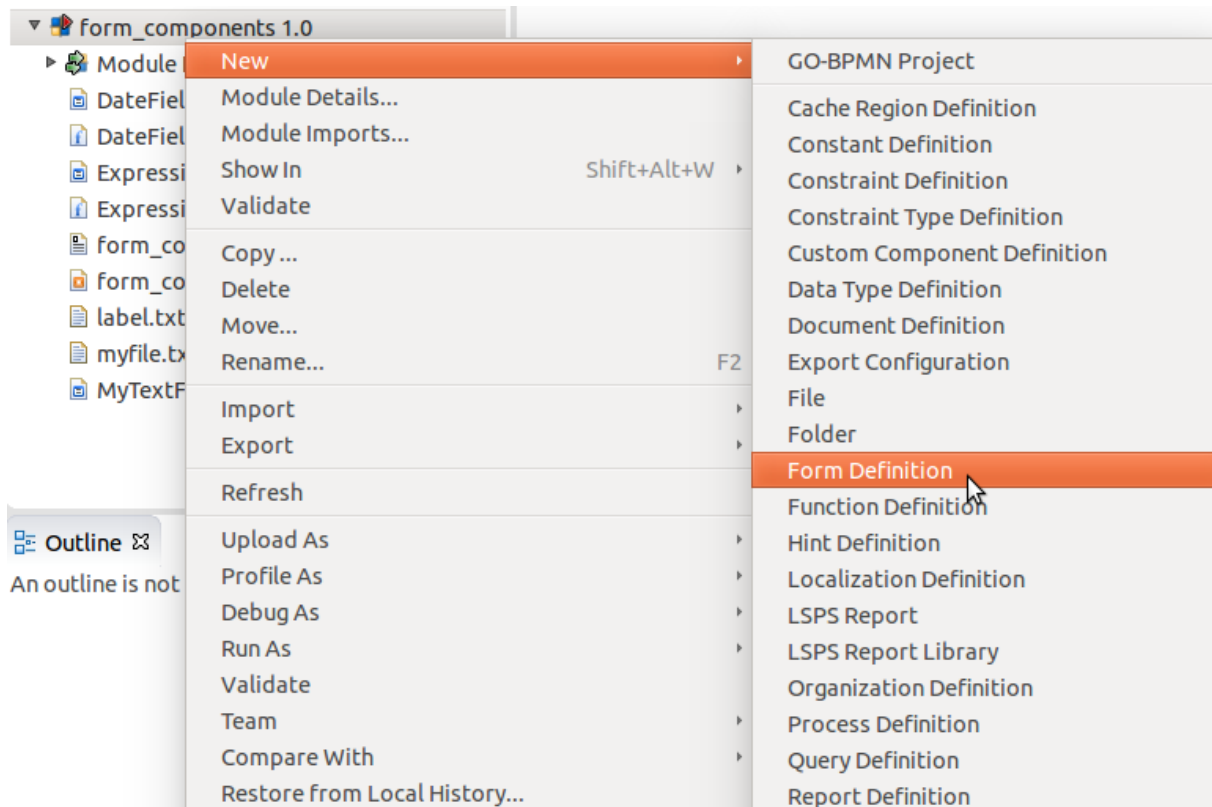 form_components 1.0
Module
DateFiel
DateFiel
Expressi
Expressi
form_co
form_co
label.txt
myfile.tx
MyTextF
Outline
An outline is not
New
Module Details...
Module Imports...
Show In Shift+Alt+W
Validate
Copy ...
Delete
Move...
Rename... F2
Import
Export
Refresh
Upload As
Profile As
Debug As
Run As
Validate
Team
Compare With
Restore from Local History...
GO-BPMN Project
Cache Region Definition
Constant Definition
Constraint Definition
Constraint Type Definition
Custom Component Definition
Data Type Definition
Document Definition
Export Configuration
File
Folder
Form Definition
Function Definition
Hint Definition
Localization Definition
LSPS Report
LSPS Report Library
Organization Definition
Process Definition
Query Definition
Report Definition